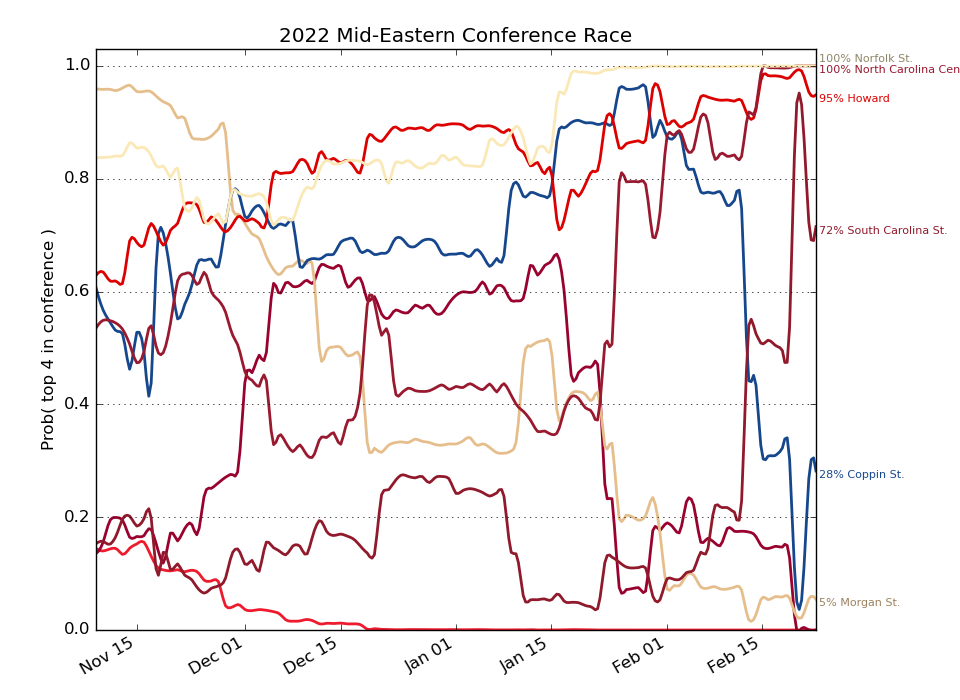 2022 Mid-Eastern Conference Race
Prob( top 4 in conference )
1.0
0.8
0.6
0.4
0.2
0.0
Nov 15
Dec 01
Dec 15
Jan 01
Jan 15
Feb 01
Feb 15
100% Norfolk St.
100% North Carolina Cen
95% Howard
72% South Carolina St.
28% Coppin St.
5% Morgan St.